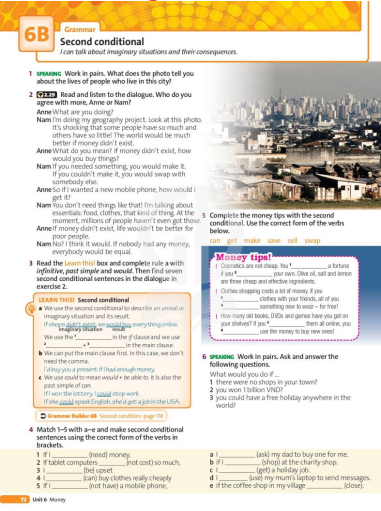 6B
Grammar
Second conditional
I can talk about imaginary situations and their consequences.
1 SPEAKING Work in pairs. What does the photo tell you
about the lives of people who live in this city?
2 2.29 Read and listen to the dialogue. Who do you
agree with more, Anne or Nam?
Anne What are you doing?
Nam I'm doing my geography project. Look at this photo.
It's shocking that some people have so much and
others have so little! The world would be much
better if money didn't exist.
Anne What do you mean? If money didn't exist, how
would you buy things?
Nam If you needed something, you would make it.
If you couldn't make it, you would swap with
somebody else.
Anne So if I wanted a new mobile phone, how would I
get it?
Nam You don't need things like that! I'm talking about
essentials: food, clothes, that kind of thing. At the
moment, millions of people haven't even got those.
Anne If money didn't exist, life wouldn't be better for
poor people.
Nam No? I think it would. If nobody had any money,
everybody would be equal.
3 Read the Learn this! box and complete rule a with
infinitive, past simple and would. Then find seven
second conditional sentences in the dialogue in
exercise 2.
LEARN THIS! Second conditional
a We use the second conditional to describe an unreal or
imaginary situation and its result.
If shops didn't exist, we would buy everything online.
imaginary situation result
We use the 1 in the if clause and we use
2 + 3 in the main clause.
b We can put the main clause first. In this case, we don't
need the comma.
I'd buy you a present if I had enough money.
c We use could to mean would + be able to. It is also the
past simple of can.
If I won the lottery, I could stop work.
If she could speak English, she'd get a job in the USA.
Grammar Builder 6B Second condition: page 118
4 Match 1–5 with a–e and make second conditional
sentences using the correct form of the verbs in
brackets.
1 If I ________ (need) money,
2 If tablet computers ________ (not cost) so much,
3 I ________ (be) upset
4 I ________ (can) buy clothes really cheaply
5 If I ________ (not have) a mobile phone,
a I ________ (ask) my dad to buy one for me.
b if I ________ (shop) at the charity shop.
c I ________ (get) a holiday job.
d I ________ (use) my mum's laptop to send messages.
e if the coffee shop in my village ________ (close).
5 Complete the money tips with the second
conditional. Use the correct form of the verbs
below.
can get make save sell swap
Money tips!
! Cosmetics are not cheap. You 1 ________ a fortune
if you 2 ________ your own. Olive oil, salt and lemon
are three cheap and effective ingredients.
! Clothes shopping costs a lot of money. If you
3 ________ clothes with your friends, all of you
4 ________ something new to wear – for free!
! How many old books, DVDs and games have you got on
your shelves? If you 5 ________ them all online, you
6 ________ use the money to buy new ones!
6 SPEAKING Work in pairs. Ask and answer the
following questions.
What would you do if ...
1 there were no shops in your town?
2 you won 1 billion VND?
3 you could have a free holiday anywhere in the
world?
72 Unit 6 Money